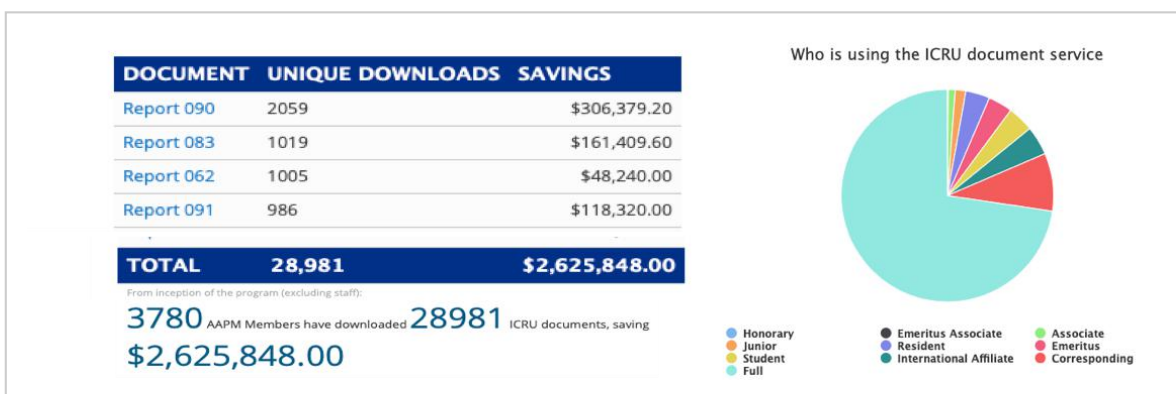 DOCUMENT UNIQUE DOWNLOADS SAVINGS
Report 090 2059 $306,379.20
Report 083 1019 $161,409.60
Report 062 1005 $48,240.00
Report 091 986 $118,320.00
TOTAL 28,981 $2,625,848.00
From inception of the program (excluding staff):
3780 AAPM Members have downloaded 28981 ICRU documents, saving
$2,625,848.00
Who is using the ICRU document service
Honorary Emeritus Associate Associate
Junior Resident Emeritus
Student International Affiliate Corresponding
Full